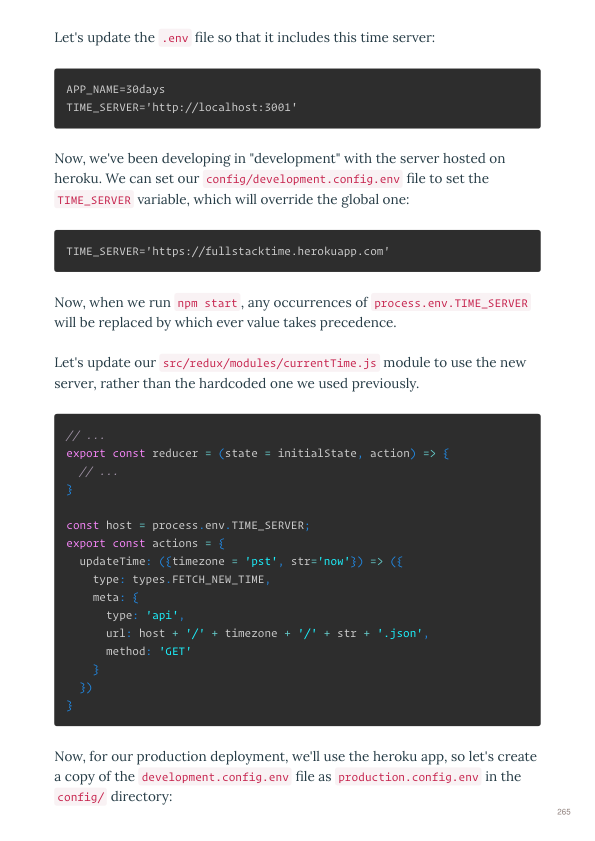 Let's update the .env file so that it includes this time server:
APP_NAME=30days
TIME_SERVER='http://localhost:3001'
Now, we've been developing in "development" with the server hosted on
heroku. We can set our config/development.config.env file to set the
TIME_SERVER variable, which will override the global one:
TIME_SERVER='https://fullstacktime.herokuapp.com'
Now, when we run npm start, any occurrences of process.env.TIME_SERVER
will be replaced by which ever value takes precedence.
Let's update our src/redux/modules/currentTime.js module to use the new
server, rather than the hardcoded one we used previously.
// ...
export const reducer = (state = initialState, action) => {
  // ...
}
const host = process.env.TIME_SERVER;
export const actions = {
  updateTime: ({timezone = 'pst', str='now'}) => ({
    type: types.FETCH_NEW_TIME,
    meta: {
      type: 'api',
      url: host + '/' + timezone + '/' + str + '.json',
      method: 'GET'
    }
  })
}
Now, for our production deployment, we'll use the heroku app, so let's create
a copy of the development.config.env file as production.config.env in the
config/ directory:
265